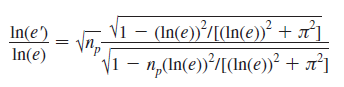 ln(e′)/ln(e) = √n_p √1 − (ln(e))²/[(ln(e))² + π²] / √1 − n_p(ln(e))²/[(ln(e))² + π²]